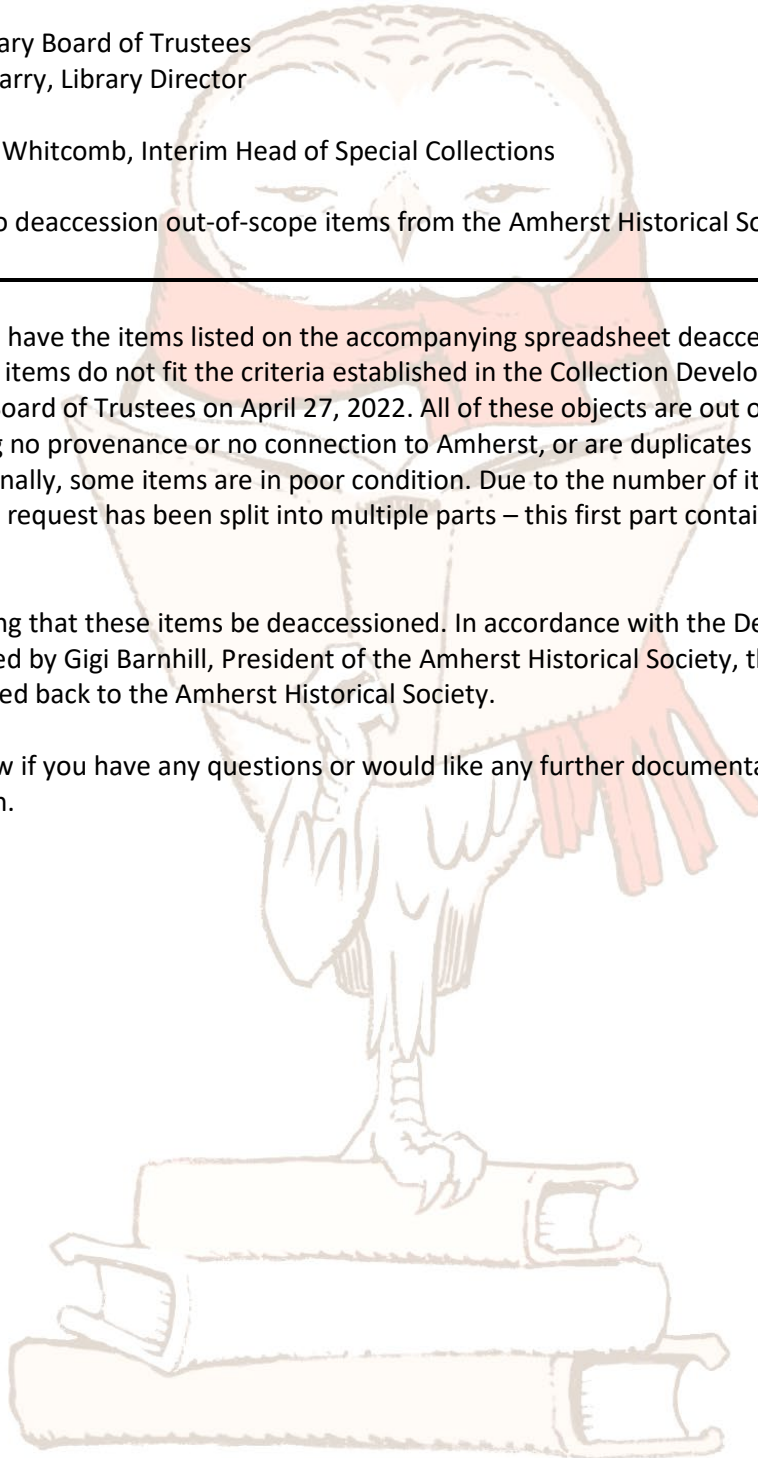 ary Board of Trustees
arry, Library Director
Whitcomb, Interim Head of Special Collections
o deaccession out-of-scope items from the Amherst Historical So
have the items listed on the accompanying spreadsheet deacce
items do not fit the criteria established in the Collection Develo
Board of Trustees on April 27, 2022. All of these objects are out o
g no provenance or no connection to Amherst, or are duplicates
nally, some items are in poor condition. Due to the number of it
request has been split into multiple parts – this first part contai
ng that these items be deaccessioned. In accordance with the De
ed by Gigi Barnhill, President of the Amherst Historical Society, th
ed back to the Amherst Historical Society.
w if you have any questions or would like any further documenta
n.